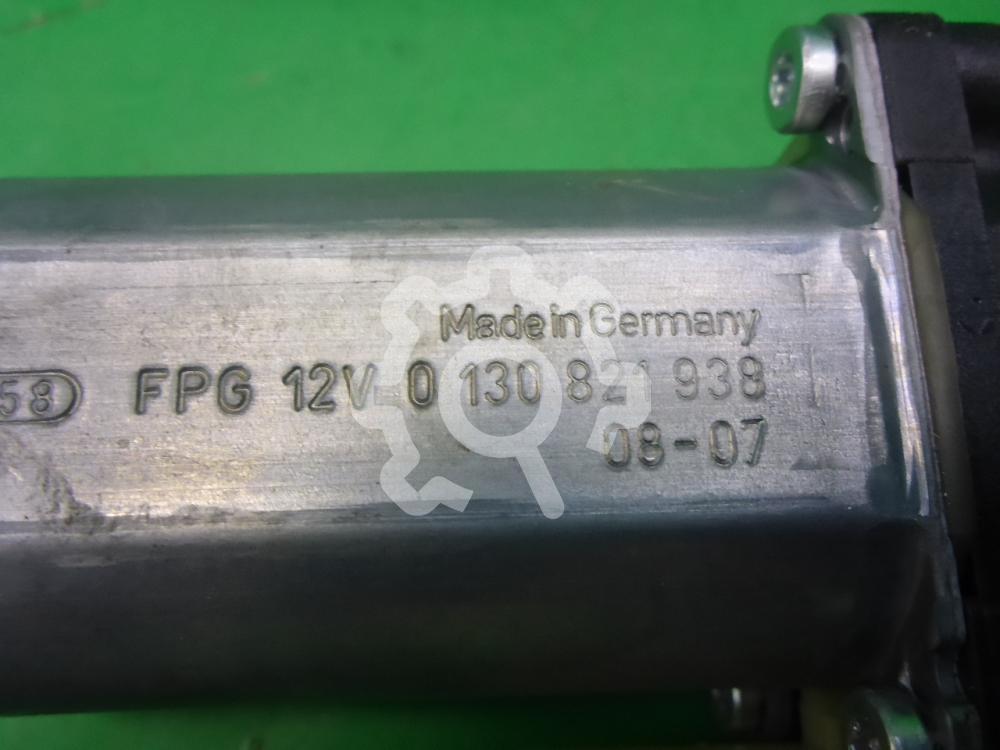 Made in Germany
58 FPG 12V 0 130 821 938
08-07